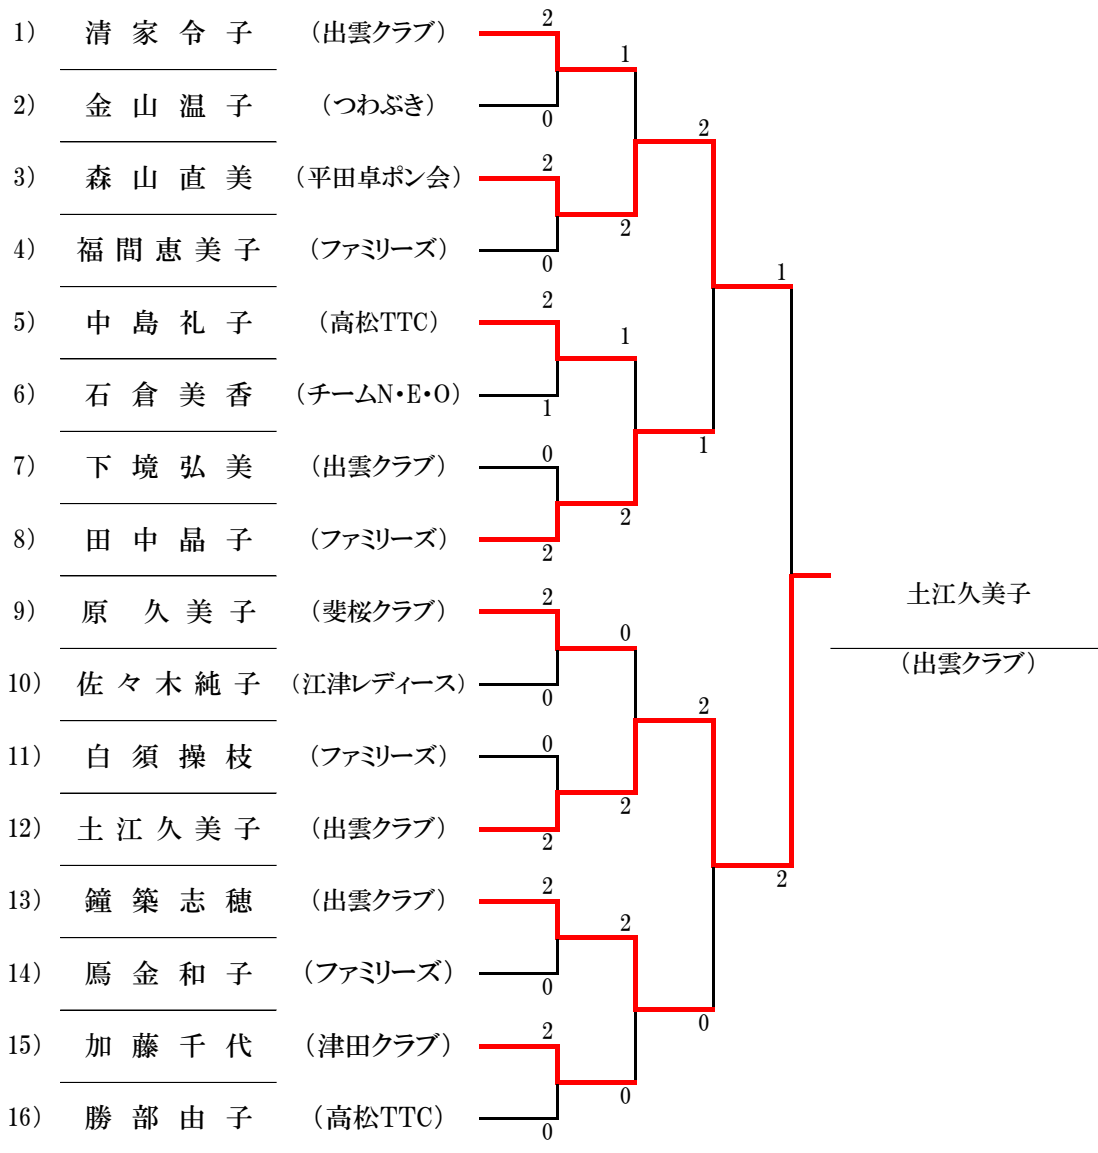 1) 清家令子 (出雲クラブ) 2
1
2) 金山温子 (つわぶき) 0
2
3) 森山直美 (平田卓ポン会) 2
2
4) 福間恵美子 (ファミリーズ) 0
1
5) 中島礼子 (高松TTC) 2
1
6) 石倉美香 (チームN・E・O) 1
1
7) 下境弘美 (出雲クラブ) 0
2
8) 田中晶子 (ファミリーズ) 2
土江久美子
(出雲クラブ)
9) 原 久美子 (斐桜クラブ) 2
0
10) 佐々木純子 (江津レディース) 0
2
11) 白須操枝 (ファミリーズ) 0
2
12) 土江久美子 (出雲クラブ) 2
2
13) 鐘築志穂 (出雲クラブ) 2
2
14) 鳫金和子 (ファミリーズ) 0
0
15) 加藤千代 (津田クラブ) 2
0
16) 勝部由子 (高松TTC) 0